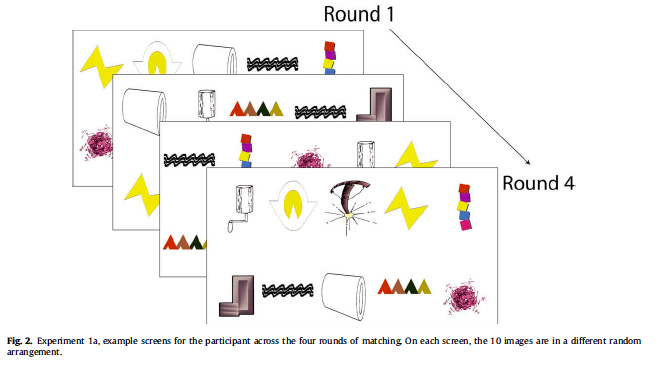 Round 1
Round 4
Fig. 2. Experiment 1a, example screens for the participant across the four rounds of matching. On each screen, the 10 images are in a different random
arrangement.